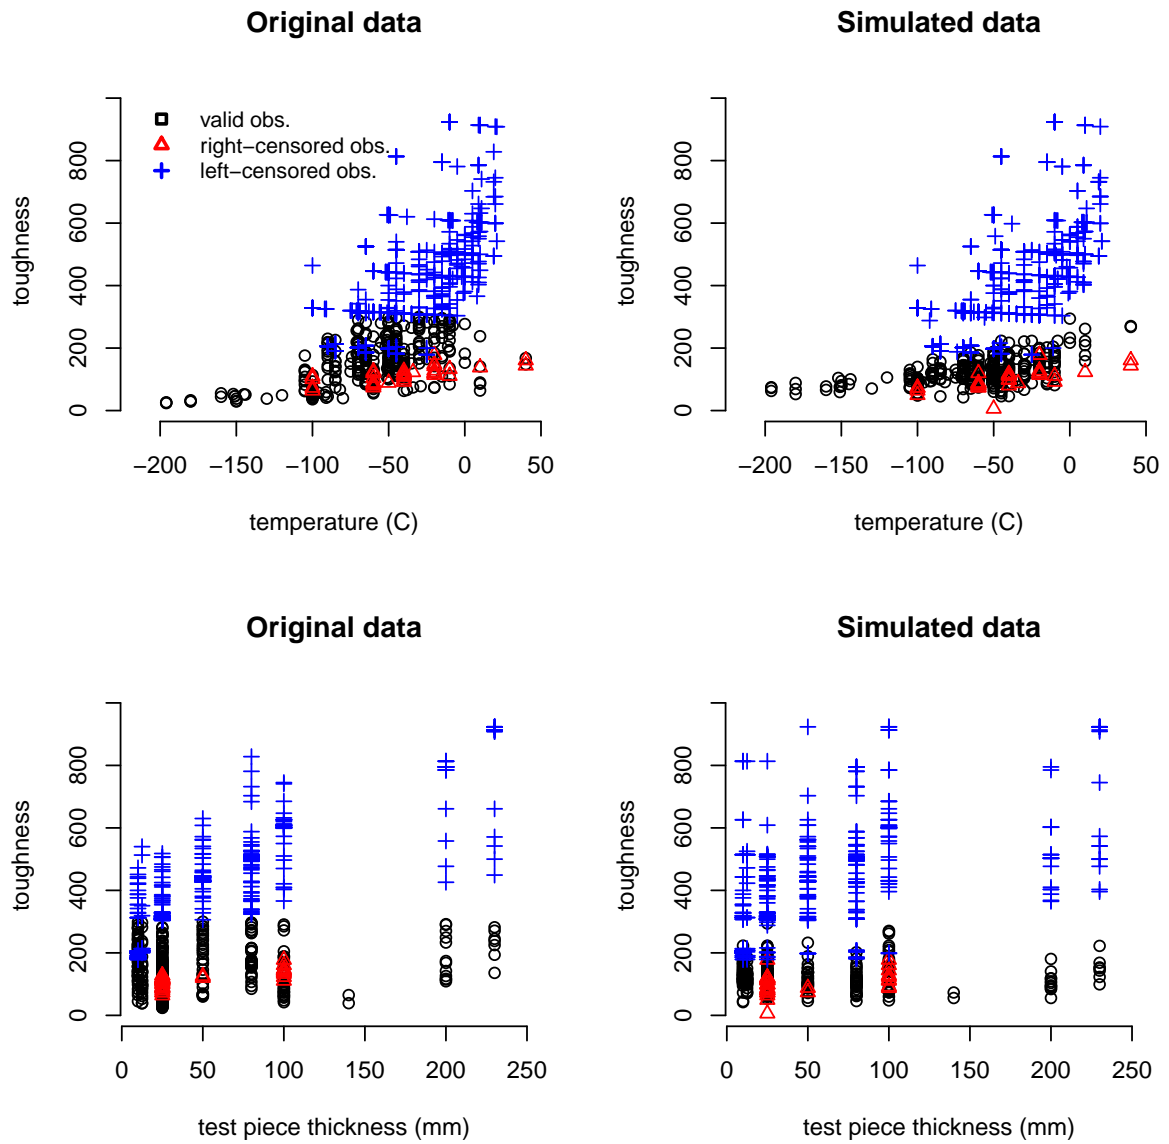 Original data
Simulated data
toughness
0 200 400 600 800
valid obs.
right−censored obs.
left−censored obs.
−200 −150 −100 −50 0 50
temperature (C)
toughness
0 200 400 600 800
−200 −150 −100 −50 0 50
temperature (C)
Original data
Simulated data
toughness
0 200 400 600 800
0 50 100 150 200 250
test piece thickness (mm)
toughness
0 200 400 600 800
0 50 100 150 200 250
test piece thickness (mm)